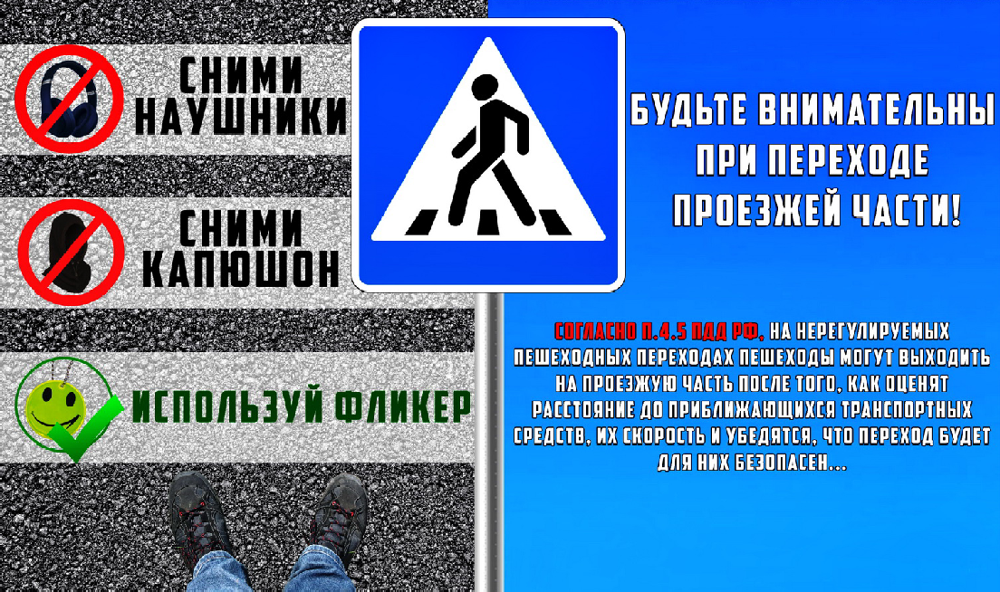 СНИМИ
НАУШНИКИ
СНИМИ
КАПЮШОН
ИСПОЛЬЗУЙ ФЛИКЕР
БУДЬТЕ ВНИМАТЕЛЬНЫ
ПРИ ПЕРЕХОДЕ
ПРОЕЗЖЕЙ ЧАСТИ!
СОГЛАСНО П.4.5 ПДД РФ, НА НЕРЕГУЛИРУЕМЫХ
ПЕШЕХОДНЫХ ПЕРЕХОДАХ ПЕШЕХОДЫ МОГУТ ВЫХОДИТЬ
НА ПРОЕЗЖУЮ ЧАСТЬ ПОСЛЕ ТОГО, КАК ОЦЕНЯТ
РАССТОЯНИЕ ДО ПРИБЛИЖАЮЩИХСЯ ТРАНСПОРТНЫХ
СРЕДСТВ, ИХ СКОРОСТЬ И УБЕДЯТСЯ, ЧТО ПЕРЕХОД БУДЕТ
ДЛЯ НИХ БЕЗОПАСЕН...